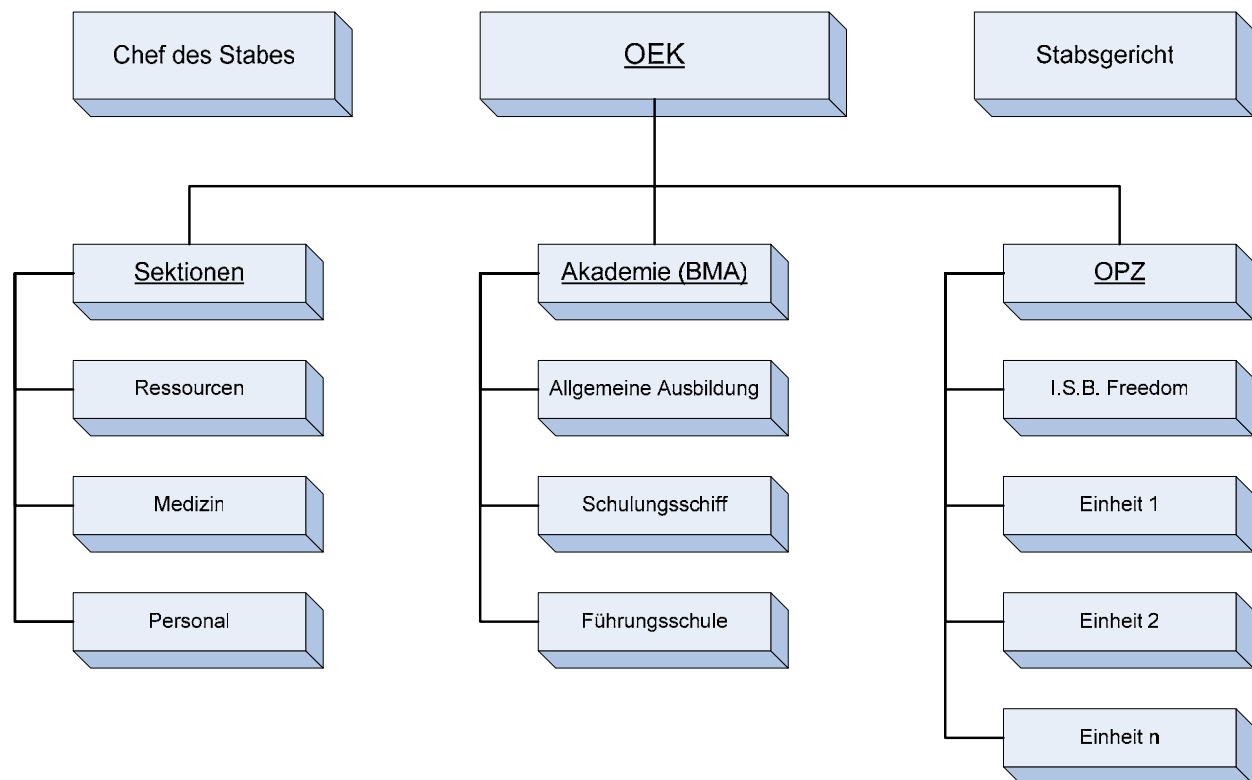 Chef des Stabes
OEK
Stabsgericht
Sektionen
Akademie (BMA)
OPZ
Ressourcen
Allgemeine Ausbildung
I.S.B. Freedom
Medizin
Schulungsschiff
Einheit 1
Personal
Führungsschule
Einheit 2
Einheit n